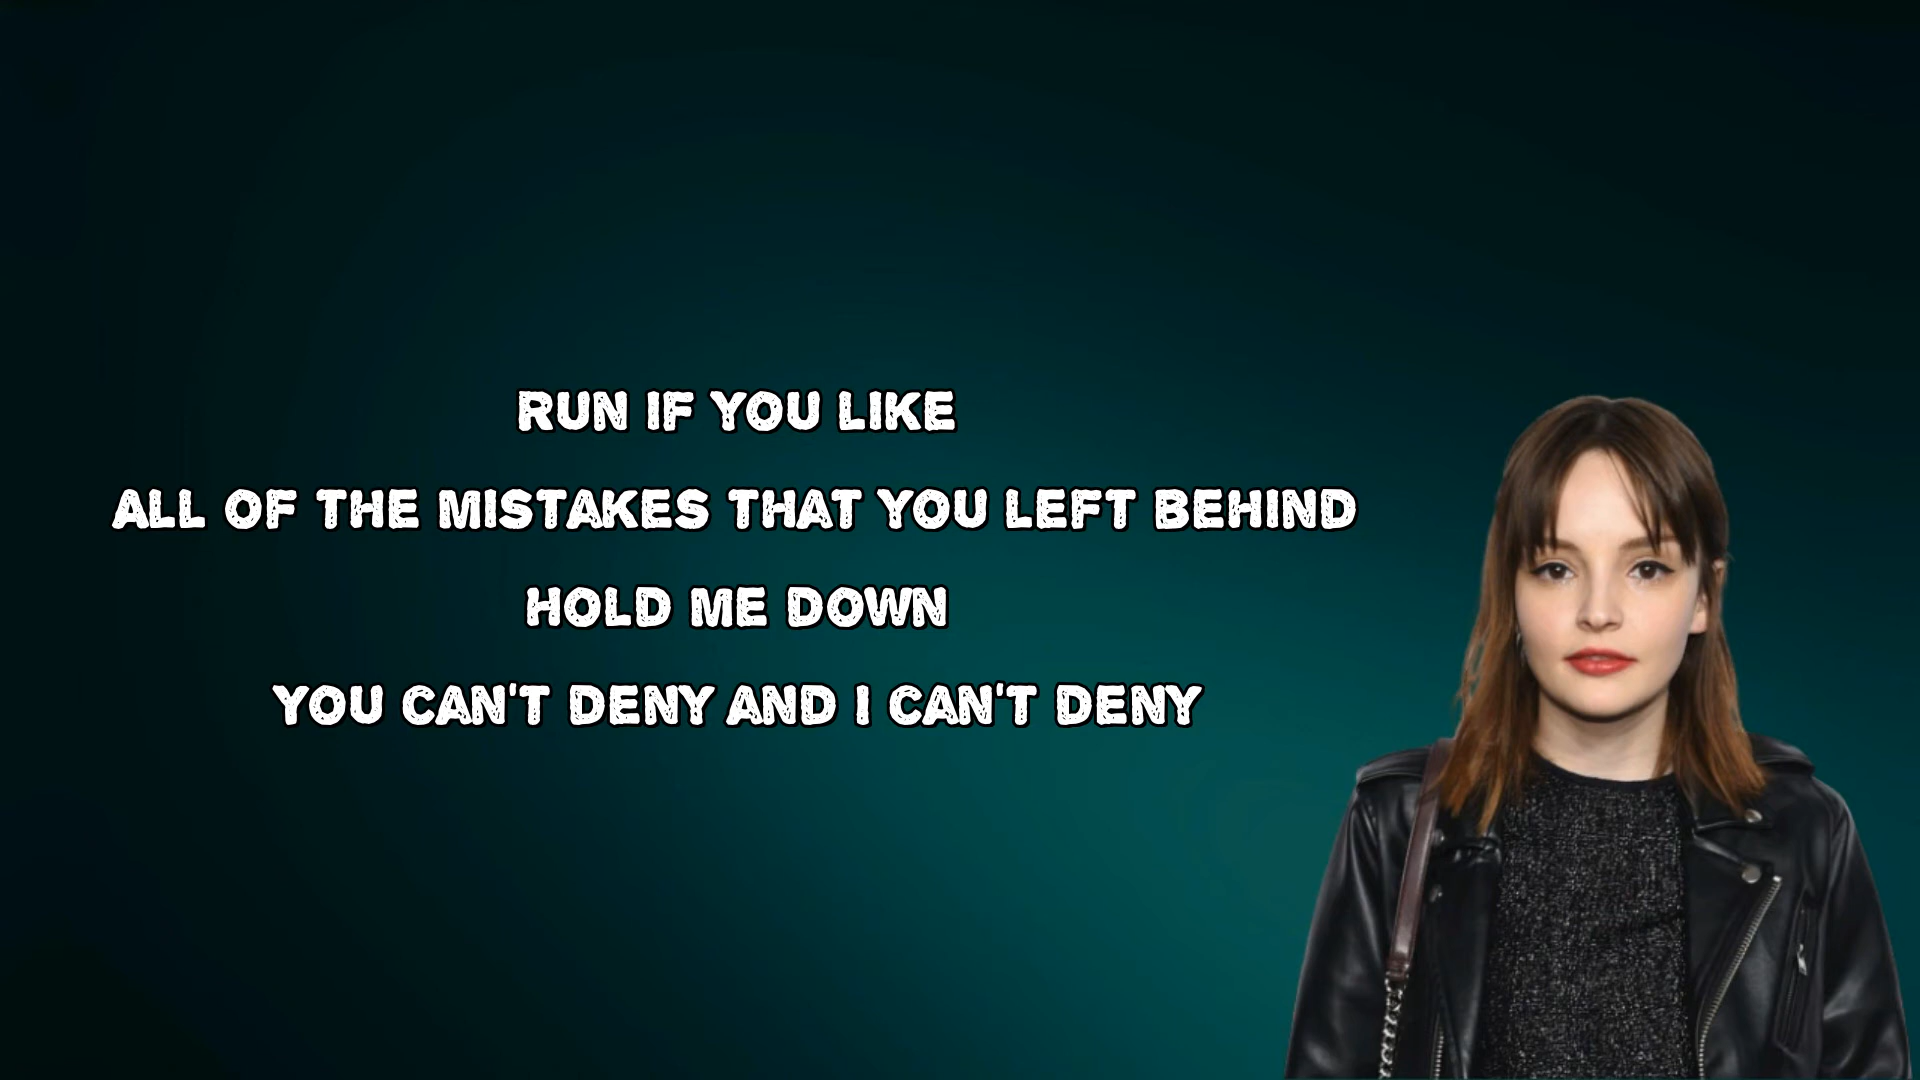 RUN IF YOU LIKE
ALL OF THE MISTAKES THAT YOU LEFT BEHIND
HOLD ME DOWN
YOU CAN'T DENY AND I CAN'T DENY